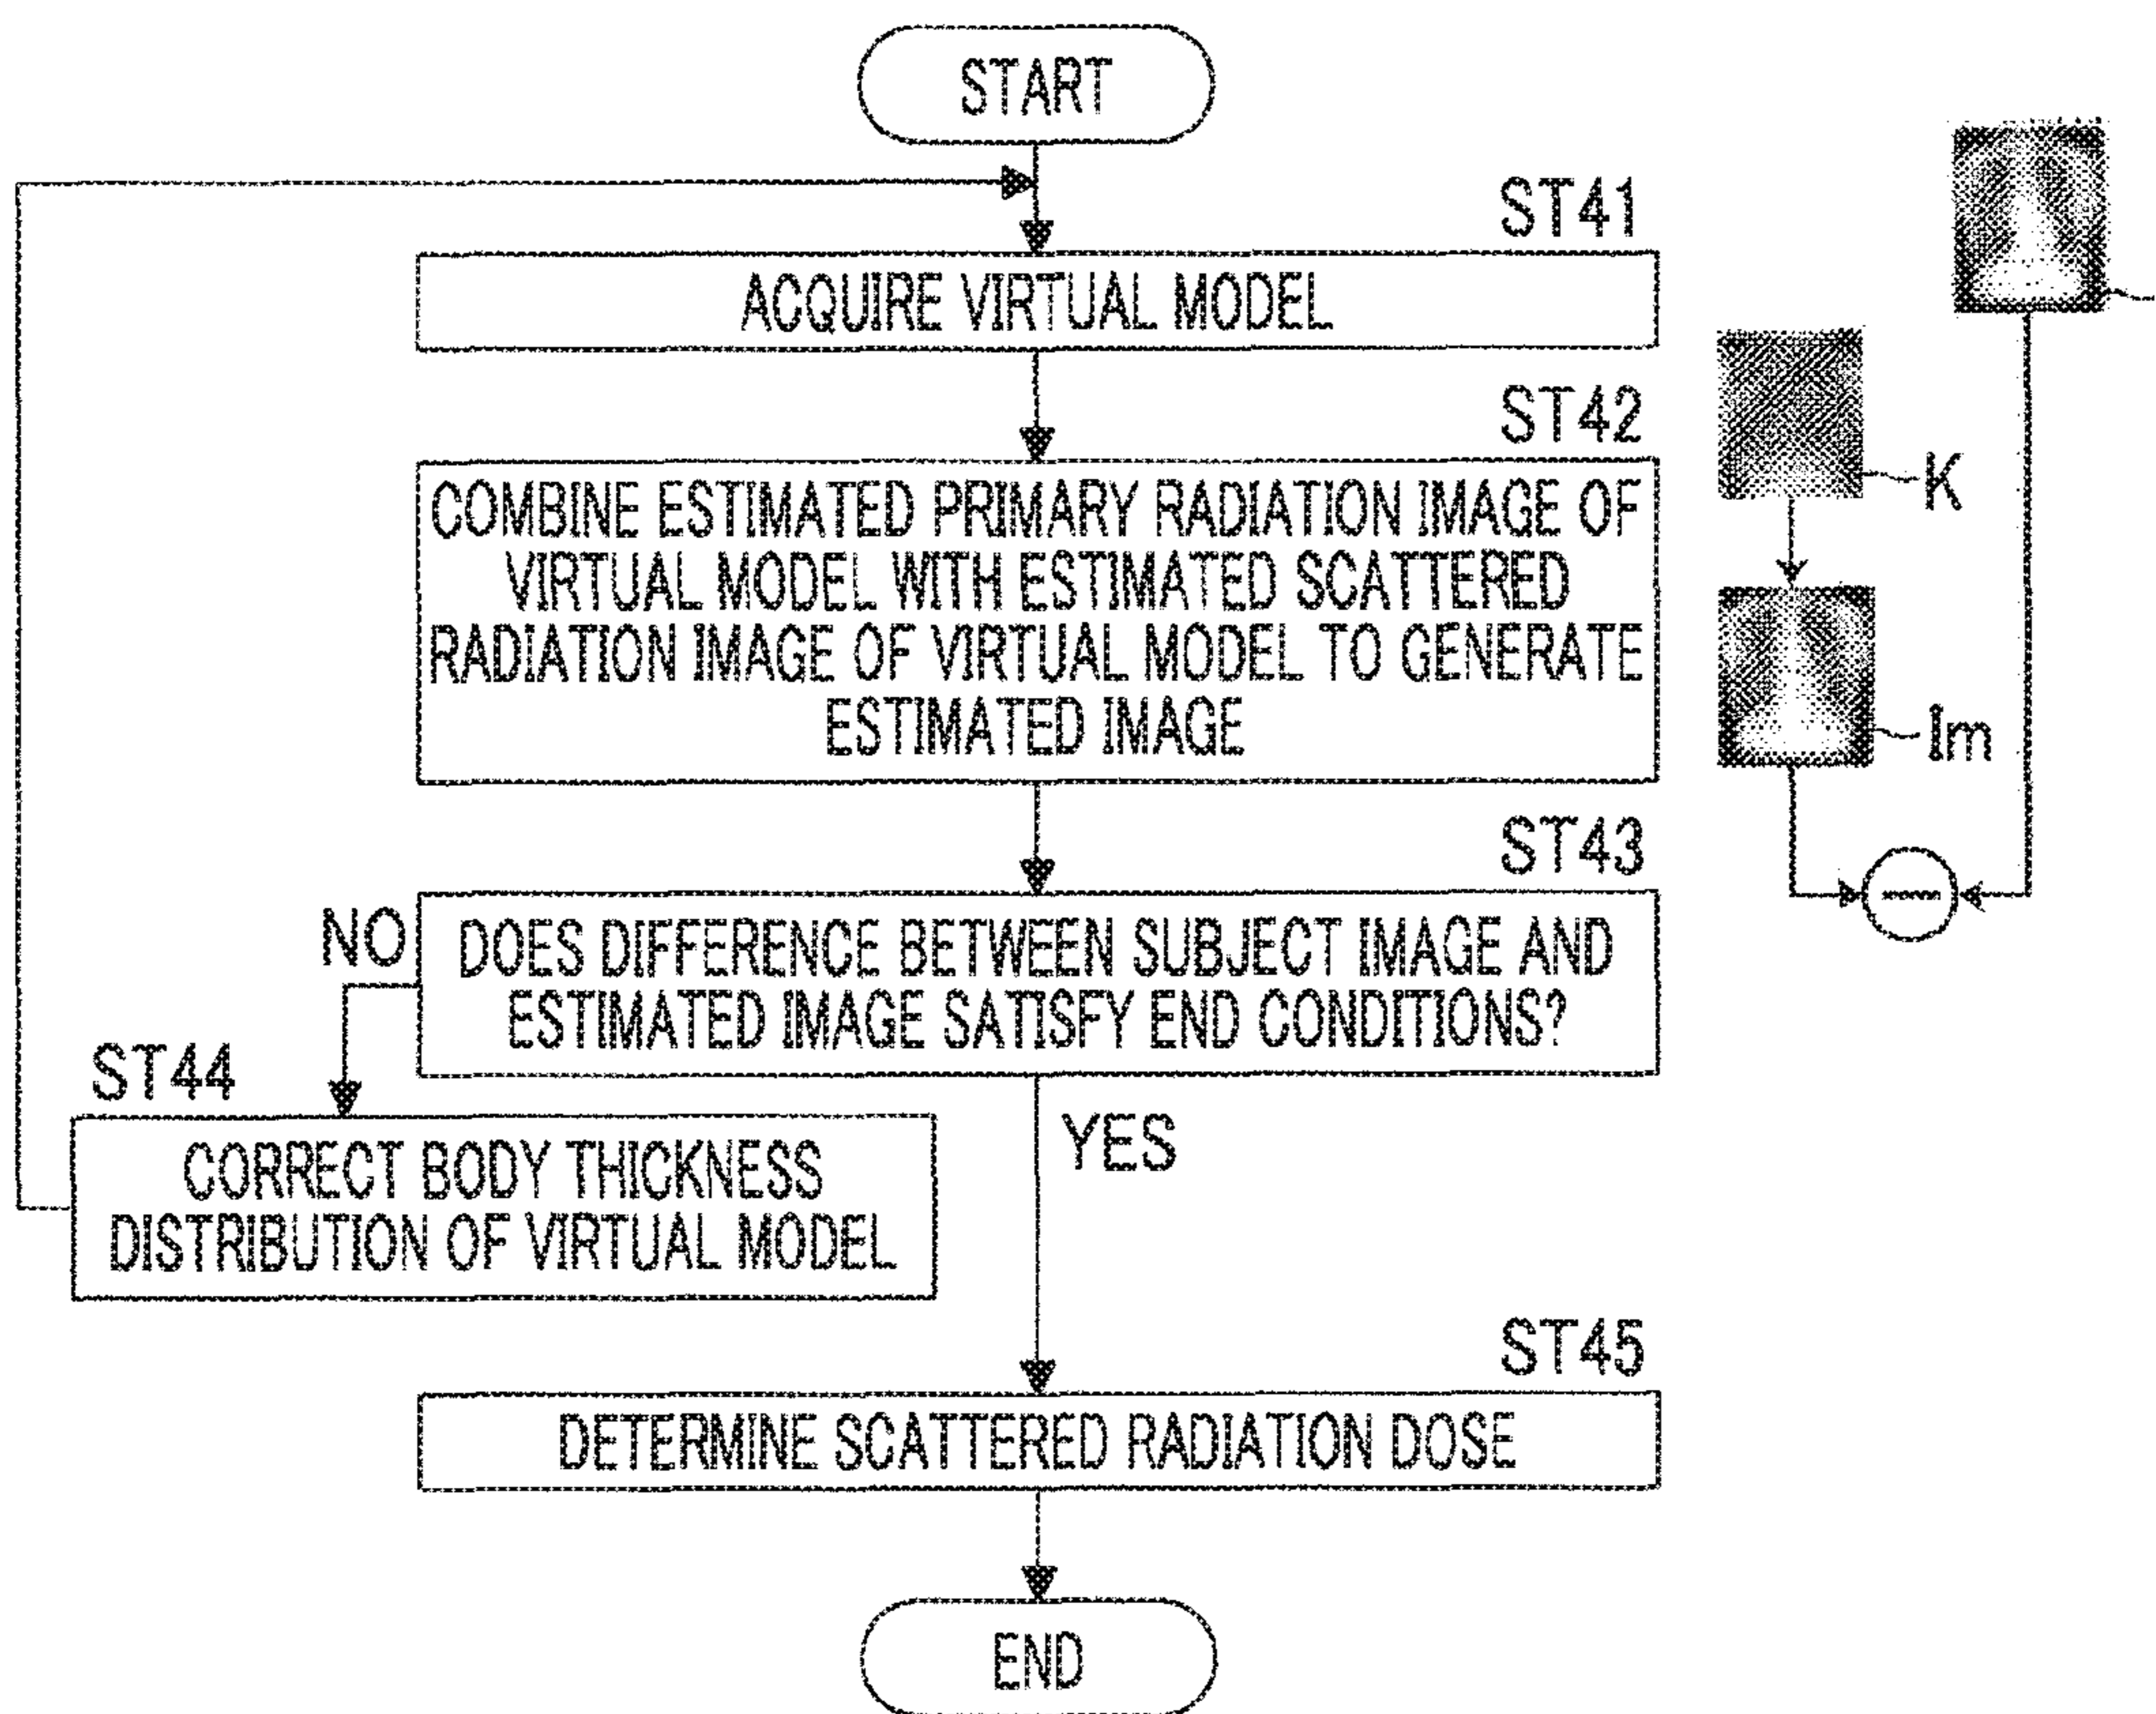 START
ST41
ACQUIRE VIRTUAL MODEL
ST42
COMBINE ESTIMATED PRIMARY RADIATION IMAGE OF
VIRTUAL MODEL WITH ESTIMATED SCATTERED
RADIATION IMAGE OF VIRTUAL MODEL TO GENERATE
ESTIMATED IMAGE
K
Im
ST43
DOES DIFFERENCE BETWEEN SUBJECT IMAGE AND
ESTIMATED IMAGE SATISFY END CONDITIONS?
NO
YES
ST44
CORRECT BODY THICKNESS
DISTRIBUTION OF VIRTUAL MODEL
ST45
DETERMINE SCATTERED RADIATION DOSE
END